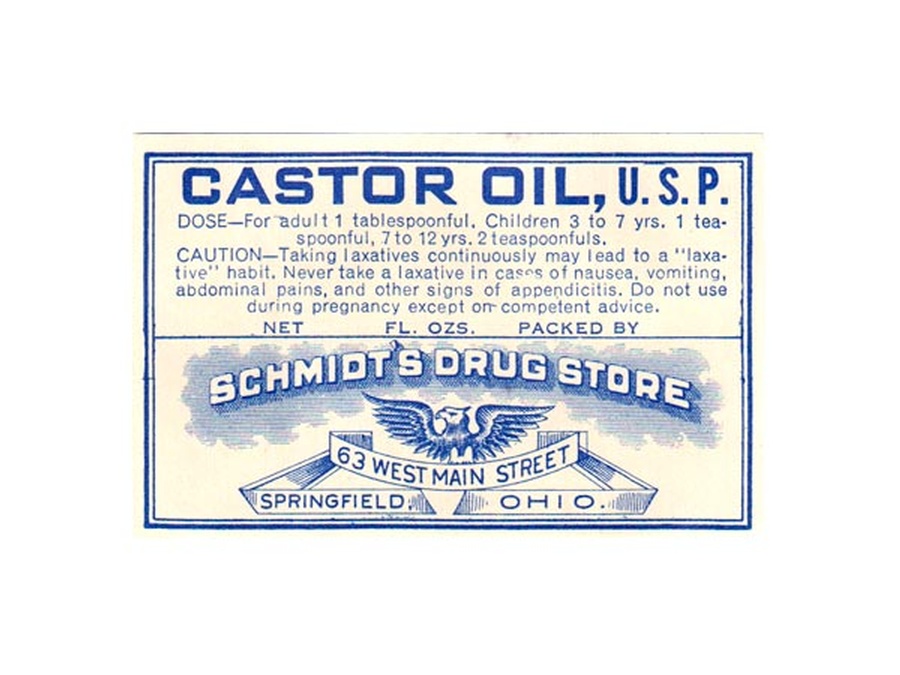 CASTOR OIL, U.S.P.
DOSE—For adult 1 tablespoonful. Children 3 to 7 yrs. 1 tea-
spoonful, 7 to 12 yrs. 2 teaspoonfuls.
CAUTION—Taking laxatives continuously may lead to a "laxa-
tive" habit. Never take a laxative in cases of nausea, vomiting,
abdominal pains, and other signs of appendicitis. Do not use
during pregnancy except on competent advice.
NET FL. OZS. PACKED BY
SCHMIDT'S DRUG STORE
63 WEST MAIN STREET
SPRINGFIELD, OHIO.